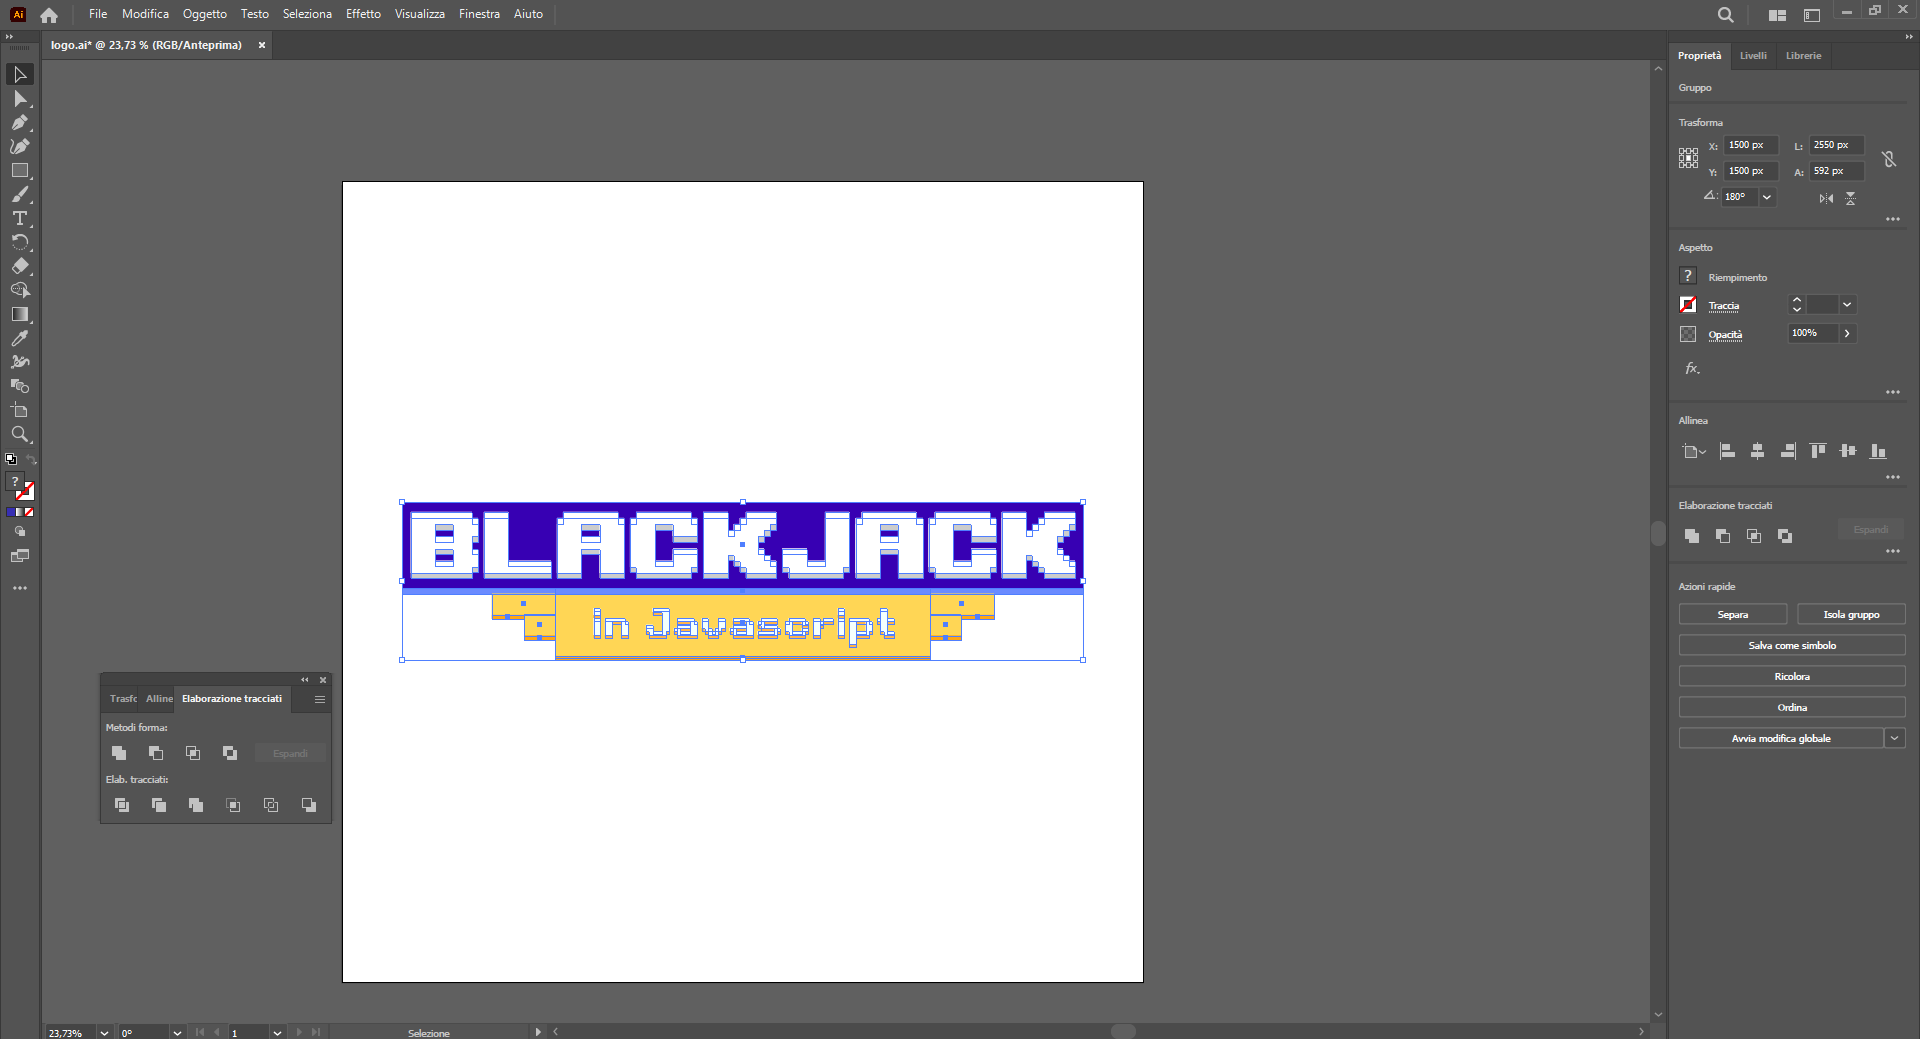 Ai File Modifica Oggetto Testo Seleziona Effetto Visualizza Finestra Aiuto
logo.ai* @ 23,73 % (RGB/Anteprima)
Proprietà Livelli Librerie
Gruppo
Trasforma
X: 1500 px L: 2550 px
Y: 1500 px A: 592 px
180°
Aspetto
? Riempimento
Traccia
Opacità 100%
fx.
Allinea
Elaborazione tracciati
Espandi
Azioni rapide
Separa Isola gruppo
Salva come simbolo
Ricolora
Ordina
Avvia modifica globale
BLACKJACK
in Javascript
Trasfo Alline Elaborazione tracciati
Metodi forma:
Espandi
Elab. tracciati:
?
23,73% 0° 1 Selezione